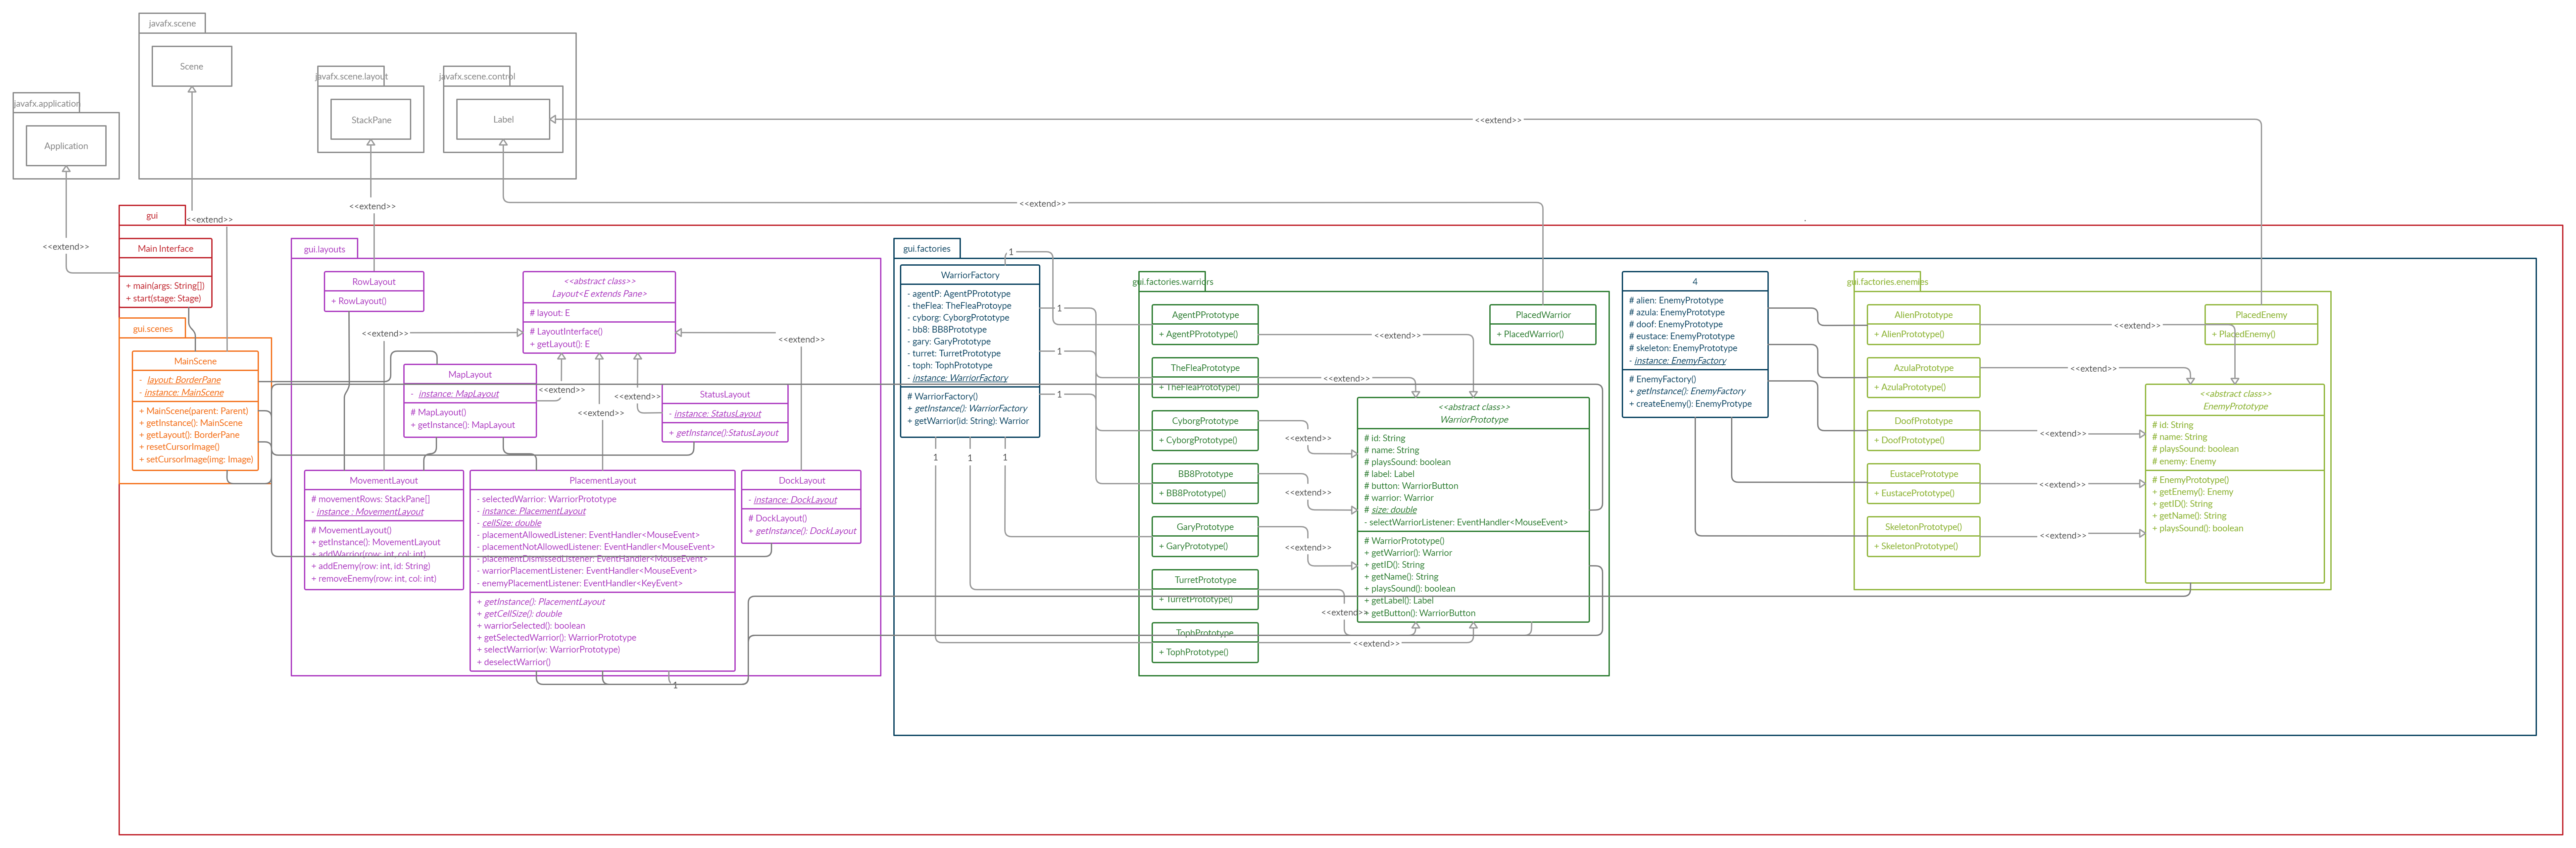 javafx.scene
Scene
javafx.scene.layout
StackPane
javafx.scene.control
Label
javafx.application
Application
<<extend>>
<<extend>>
<<extend>>
<<extend>>
<<extend>>
<<extend>>
gui
Main Interface
+ main(args: String[])
+ start(stage: Stage)
gui.scenes
MainScene
- layout: BorderPane
- instance: MainScene
+ MainScene(parent: Parent)
+ getInstance(): MainScene
+ getLayout(): BorderPane
+ resetCursorImage()
+ setCursorImage(img: Image)
gui.layouts
RowLayout
+ RowLayout()
<<abstract class>>
Layout<E extends Pane>
# layout: E
# LayoutInterface()
+ getLayout(): E
<<extend>>
<<extend>>
<<extend>>
<<extend>>
<<extend>>
MapLayout
- instance: MapLayout
# MapLayout()
+ getInstance(): MapLayout
StatusLayout
- instance: StatusLayout
+ getInstance():StatusLayout
MovementLayout
# movementRows: StackPane[]
- instance : MovementLayout
# MovementLayout()
+ getInstance(): MovementLayout
+ addWarrior(row: int, col: int)
+ addEnemy(row: int, id: String)
+ removeEnemy(row: int, col: int)
PlacementLayout
- selectedWarrior: WarriorPrototype
- instance: PlacementLayout
- cellSize: double
- placementAllowedListener: EventHandler<MouseEvent>
- placementNotAllowedListener: EventHandler<MouseEvent>
- placementDismissedListener: EventHandler<MouseEvent>
- warriorPlacementListener: EventHandler<MouseEvent>
- enemyPlacementListener: EventHandler<KeyEvent>
+ getInstance(): PlacementLayout
+ getCellSize(): double
+ warriorSelected(): boolean
+ getSelectedWarrior(): WarriorPrototype
+ selectWarrior(w: WarriorPrototype)
+ deselectWarrior()
1
DockLayout
- instance: DockLayout
# DockLayout()
+ getInstance(): DockLayout
gui.factories
WarriorFactory
- agentP: AgentPPrototype
- theFlea: TheFleaProtoype
- cyborg: CyborgPrototype
- bb8: BB8Prototype
- gary: GaryPrototype
- turret: TurretPrototype
- toph: TophPrototype
- instance: WarriorFactory
# WarriorFactory()
+ getInstance(): WarriorFactory
+ getWarrior(id: String): Warrior
1
1
1
1
1
1
1
gui.factories.warriors
AgentPPrototype
+ AgentPPrototype()
TheFleaPrototype
+ TheFleaPrototype()
CyborgPrototype
+ CyborgPrototype()
BB8Prototype
+ BB8Prototype()
GaryPrototype
+ GaryPrototype()
TurretPrototype
+ TurretPrototype()
TophPrototype
+ TophPrototype()
<<extend>>
<<extend>>
<<extend>>
<<extend>>
<<extend>>
<<extend>>
<<extend>>
PlacedWarrior
+ PlacedWarrior()
<<abstract class>>
WarriorPrototype
# id: String
# name: String
# playsSound: boolean
# label: Label
# button: WarriorButton
# warrior: Warrior
# size: double
- selectWarriorListener: EventHandler<MouseEvent>
# WarriorPrototype()
+ getWarrior(): Warrior
+ getID(): String
+ getName(): String
+ playsSound(): boolean
+ getLabel(): Label
+ getButton(): WarriorButton
4
# alien: EnemyPrototype
# azula: EnemyPrototype
# doof: EnemyPrototype
# eustace: EnemyPrototype
# skeleton: EnemyPrototype
- instance: EnemyFactory
# EnemyFactory()
+ getInstance(): EnemyFactory
+ createEnemy(): EnemyProtype
gui.factories.enemies
AlienPrototype
+ AlienPrototype()
AzulaPrototype
+ AzulaPrototype()
DoofPrototype
+ DoofPrototype()
EustacePrototype
+ EustacePrototype()
SkeletonPrototype()
+ SkeletonPrototype()
<<extend>>
<<extend>>
<<extend>>
<<extend>>
<<extend>>
PlacedEnemy
+ PlacedEnemy()
<<abstract class>>
EnemyPrototype
# id: String
# name: String
# playsSound: boolean
# enemy: Enemy
# EnemyPrototype()
+ getEnemy(): Enemy
+ getID(): String
+ getName(): String
+ playsSound(): boolean